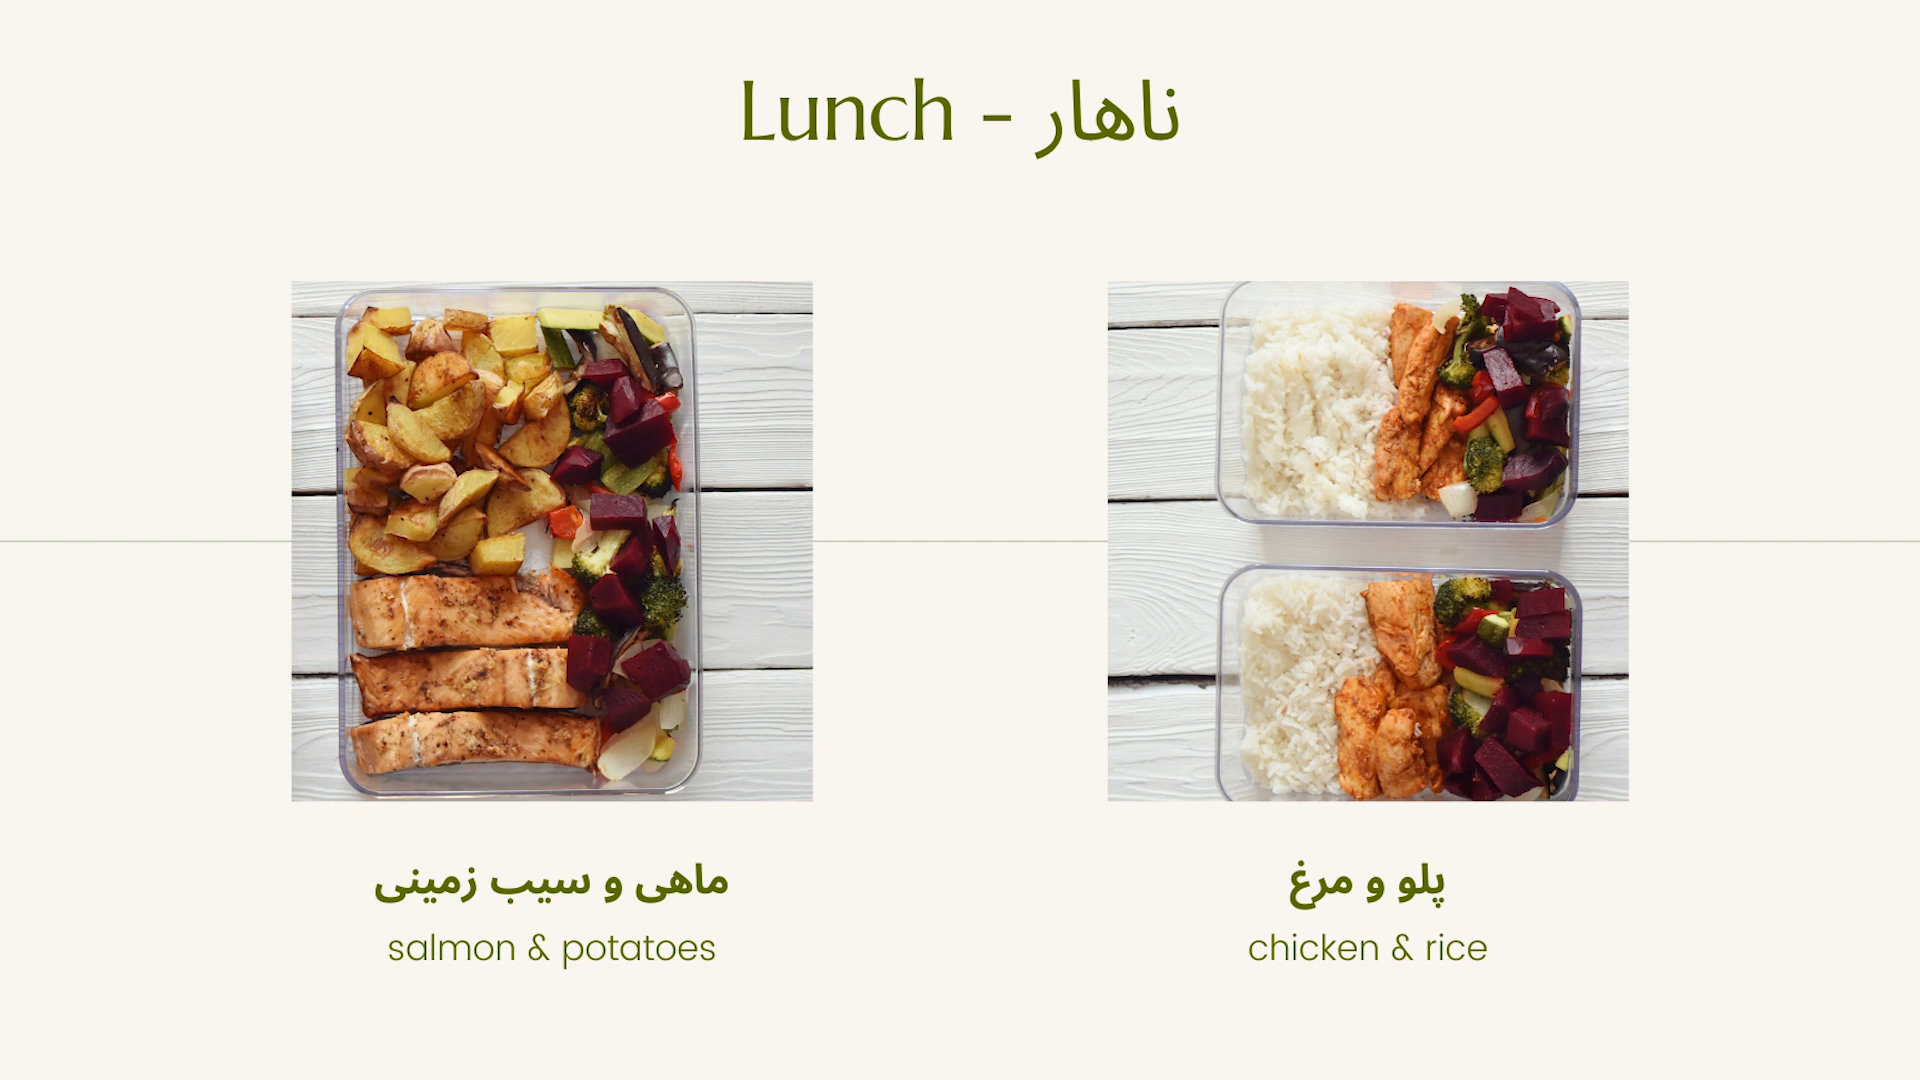 Lunch - ناهار
ماهی و سیب زمینی
salmon & potatoes
پلو و مرغ
chicken & rice